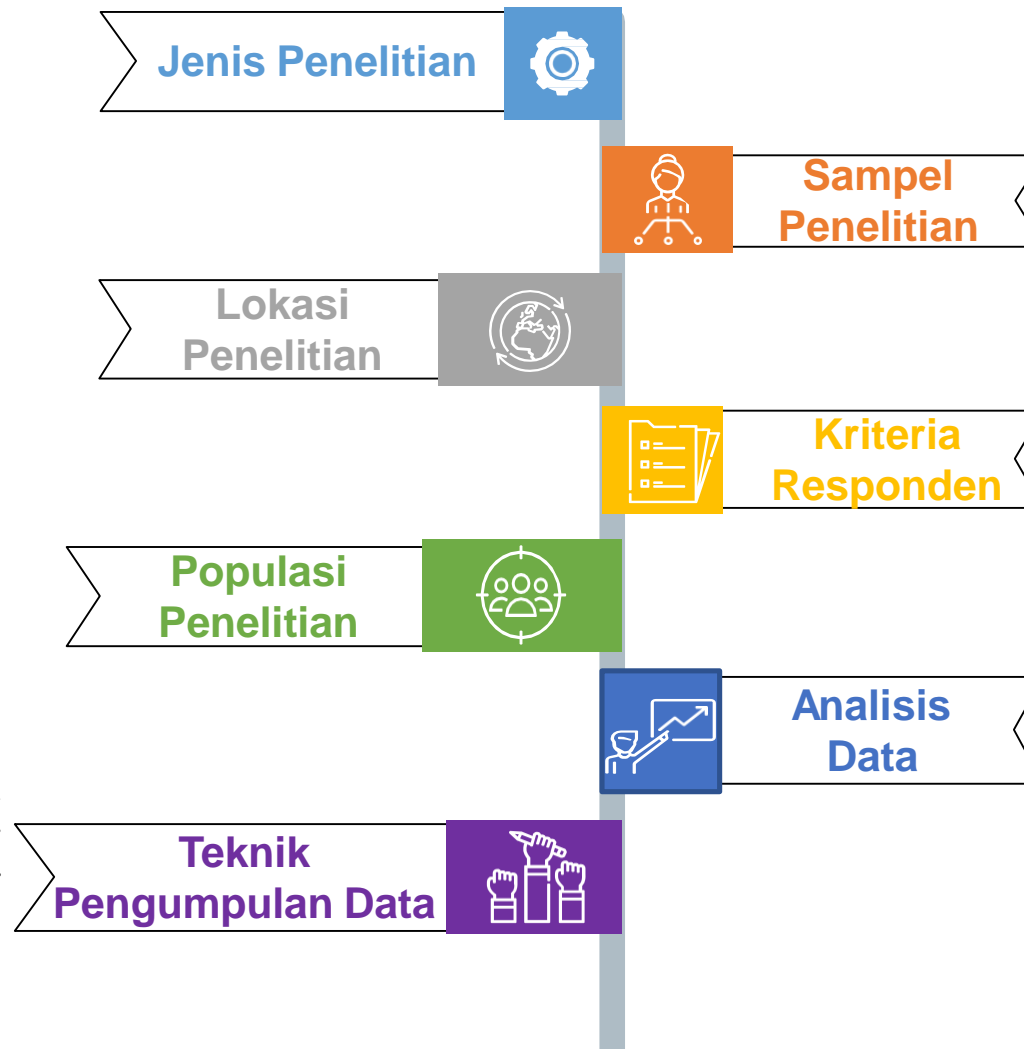 Jenis Penelitian
Sampel
Penelitian
Lokasi
Penelitian
Kriteria
Responden
Populasi
Penelitian
Analisis
Data
Teknik
Pengumpulan Data